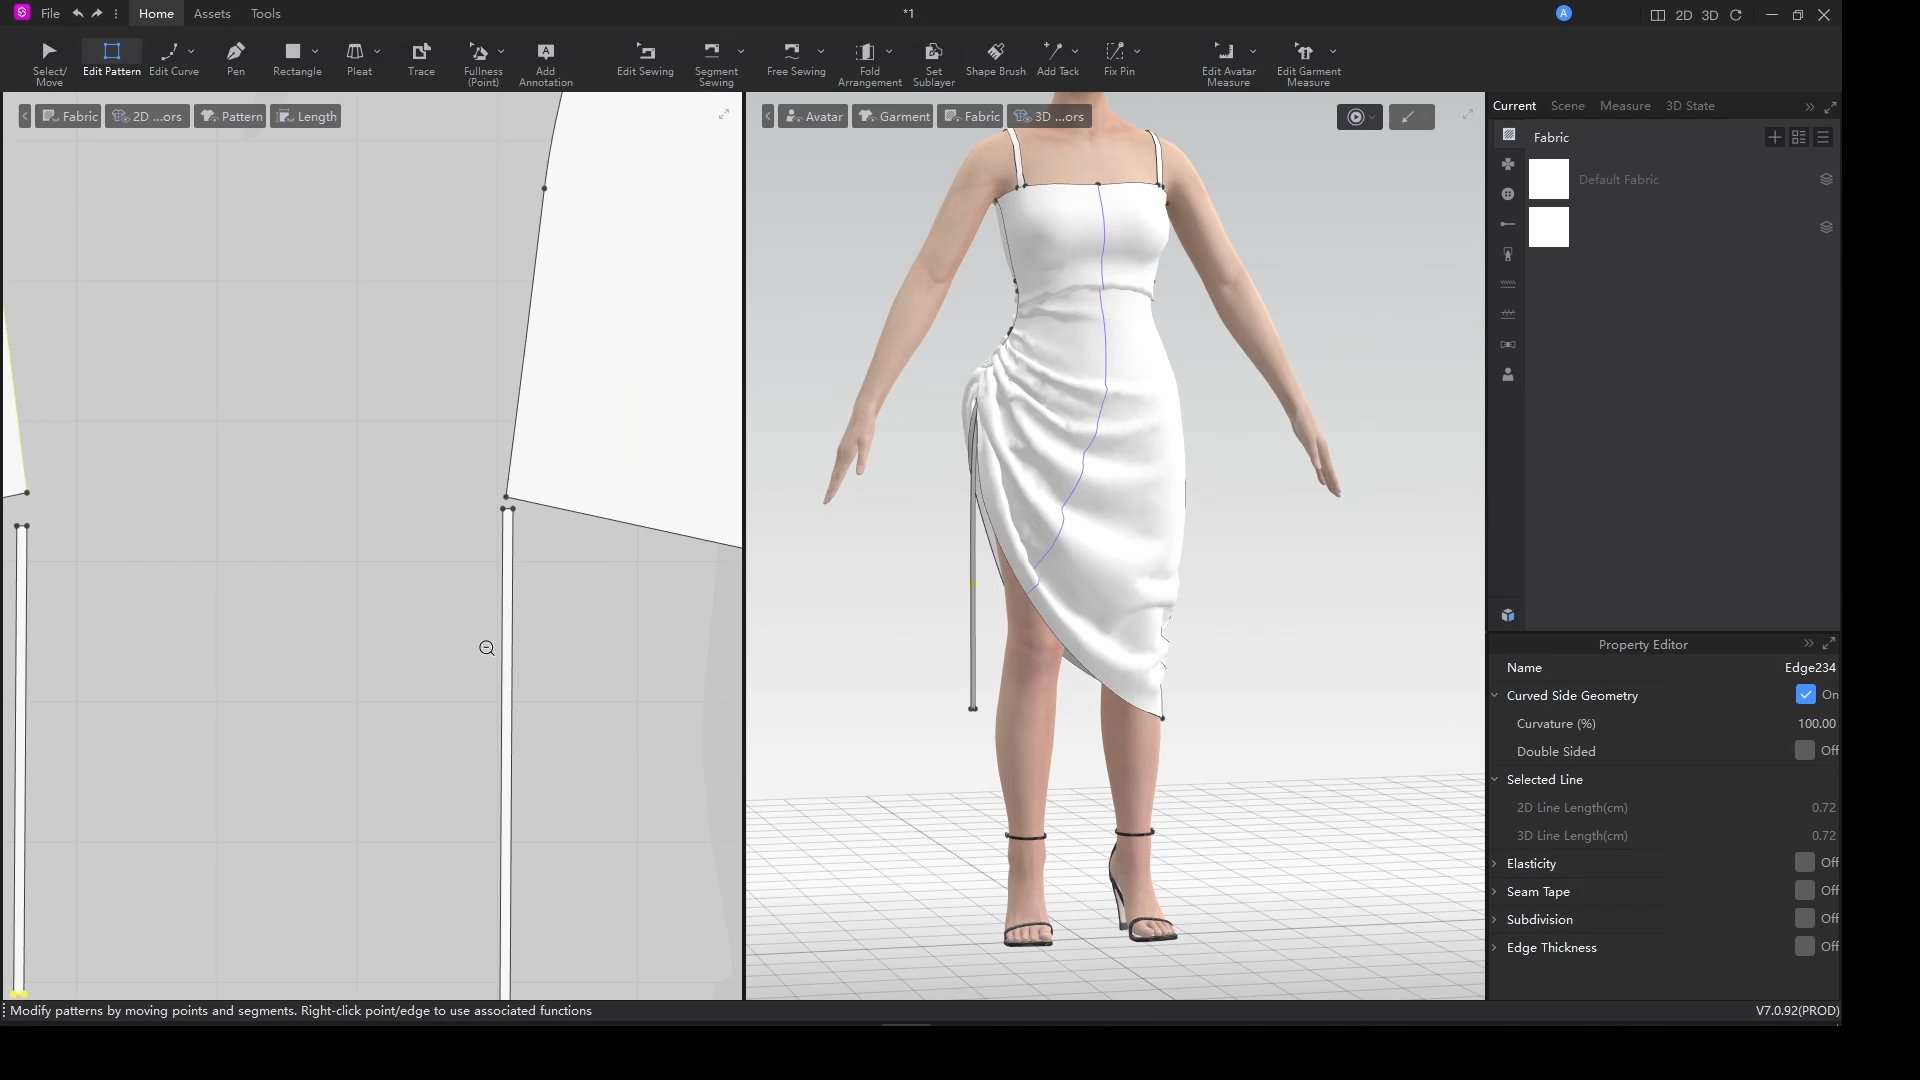 File
Home
Assets
Tools
*1
A
2D
3D
Select/
Move
Edit Pattern
Edit Curve
Pen
Rectangle
Pleat
Trace
Fullness
(Point)
A
Add
Annotation
Edit Sewing
Segment
Sewing
Free Sewing
Fold
Arrangement
Set
Sublayer
Shape Brush
Add Tack
Fix Pin
Edit Avatar
Measure
Edit Garment
Measure
Fabric
2D ...ors
Pattern
Length
Avatar
Garment
Fabric
3D ...ors
Current
Scene
Measure
3D State
Fabric
Default Fabric
Property Editor
Name
Edge234
Curved Side Geometry
On
Curvature (%)
100.00
Double Sided
Off
Selected Line
2D Line Length(cm)
0.72
3D Line Length(cm)
0.72
Elasticity
Off
Seam Tape
Off
Subdivision
Off
Edge Thickness
Off
Modify patterns by moving points and segments. Right-click point/edge to use associated functions
V7.0.92(PROD)